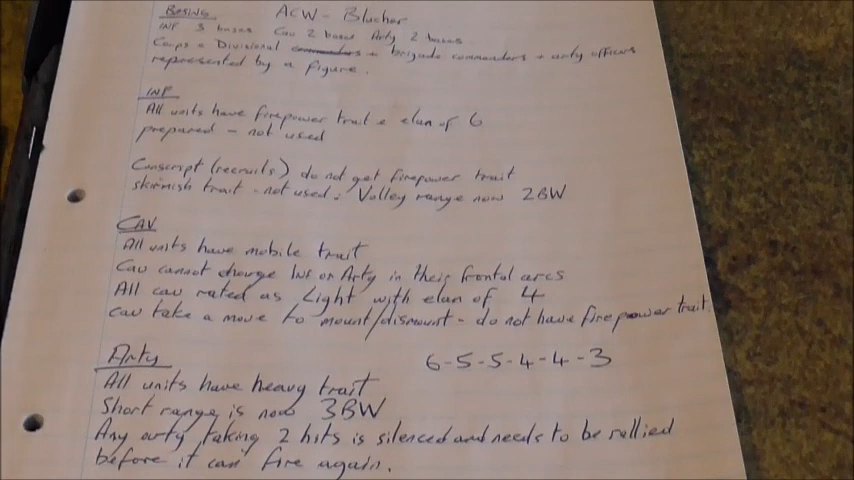 BASING ACW - Blucher
INF 3 bases Cav 2 bases Arty 2 bases
Corps + Divisional commanders + brigade commanders + arty officers
represented by a figure.
INF
All units have firepower trait + elan of 6
prepared - not used
Conscript (recruits) do not get firepower trait
skirmish trait - not used : Volley range now 2BW
CAV
All units have mobile trait
Cav cannot charge INF or Arty in their frontal arcs
All cav rated as Light with elan of 4
Cav take a move to mount/dismount - do not have firepower trait.
Arty 6-5-5-4-4-3
All units have heavy trait
Short range is now 3BW
Any arty taking 2 hits is silenced and needs to be rallied
before it can fire again.